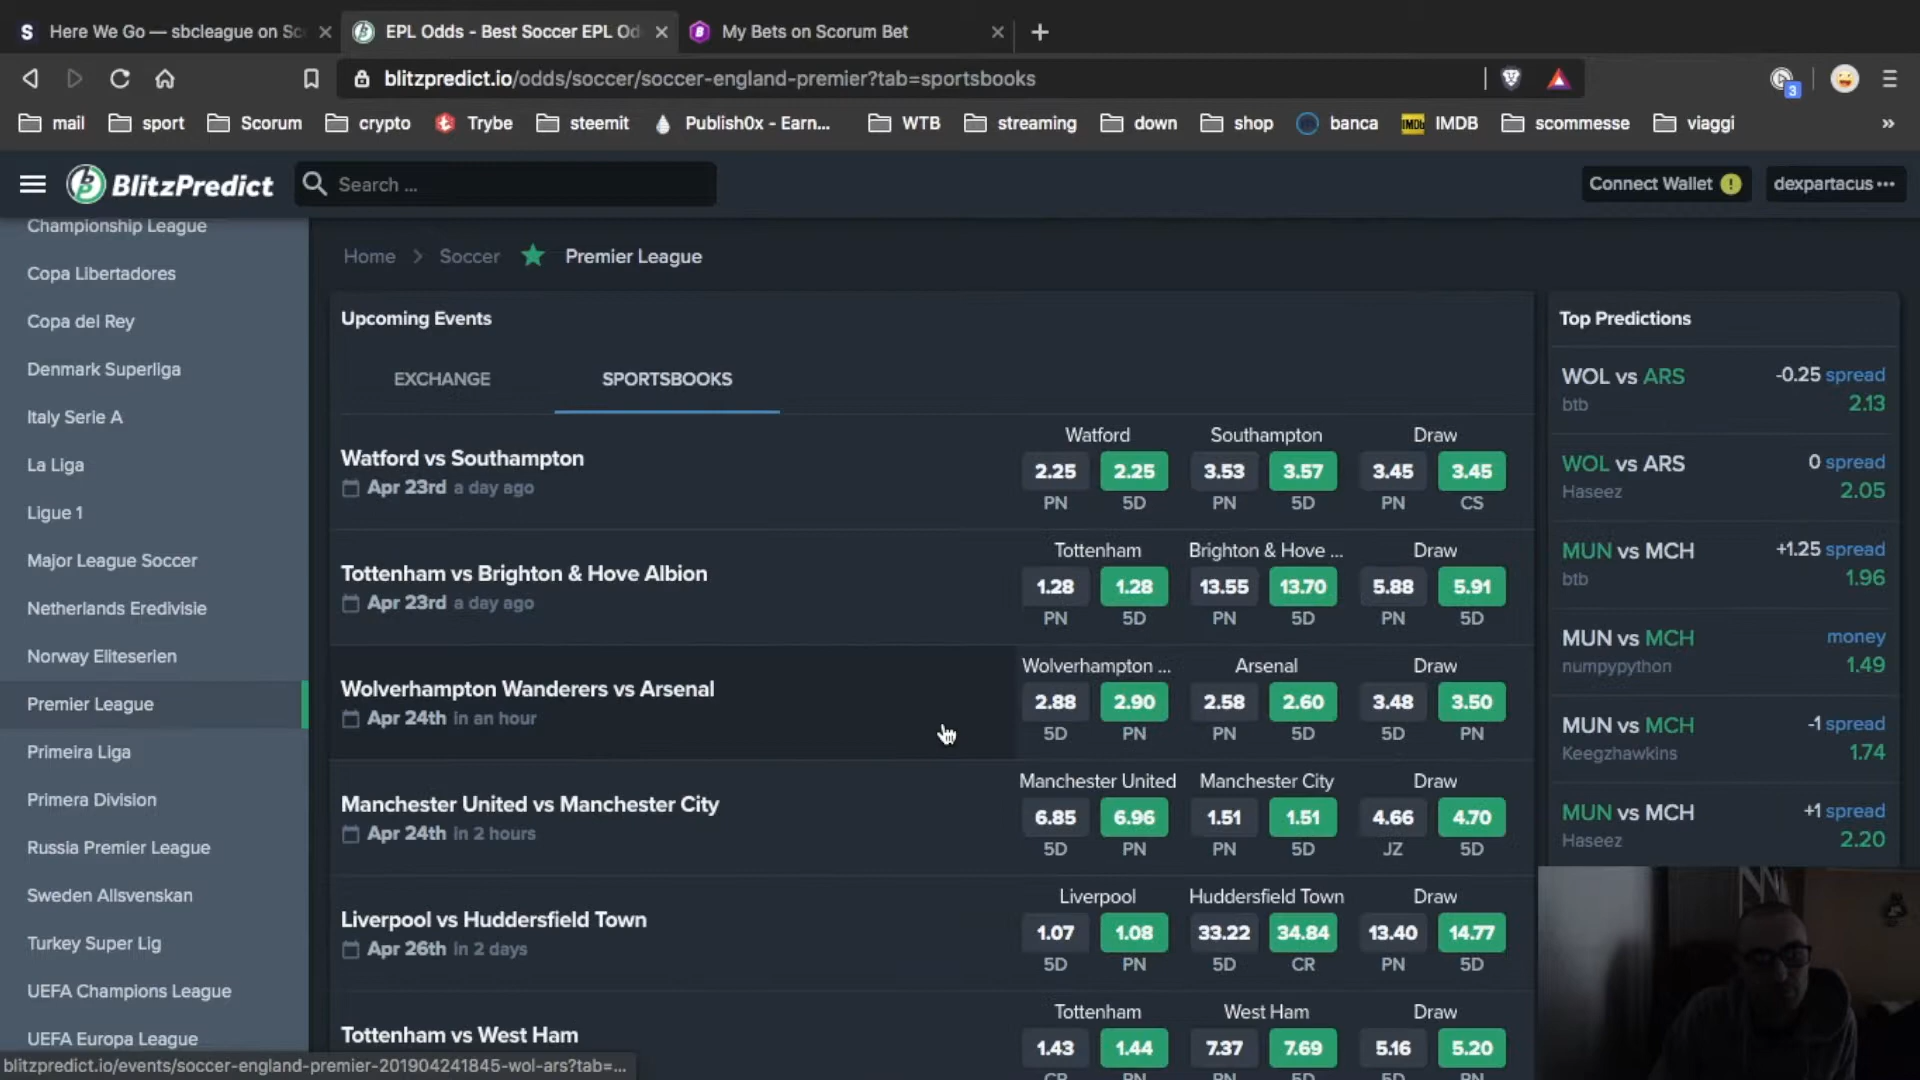 S Here We Go — sbcleague on Sc
EPL Odds - Best Soccer EPL Od
My Bets on Scorum Bet
blitzpredict.io/odds/soccer/soccer-england-premier?tab=sportsbooks
3
mail sport Scorum crypto Trybe steemit Publish0x - Earn... WTB streaming down shop banca IMDb IMDB scommesse viaggi »
BlitzPredict
Search ...
Connect Wallet !
dexpartacus •••
Championship League
Copa Libertadores
Copa del Rey
Denmark Superliga
Italy Serie A
La Liga
Ligue 1
Major League Soccer
Netherlands Eredivisie
Norway Eliteserien
Premier League
Primeira Liga
Primera Division
Russia Premier League
Sweden Allsvenskan
Turkey Super Lig
UEFA Champions League
UEFA Europa League
Home > Soccer Premier League
Upcoming Events
EXCHANGE SPORTSBOOKS
Watford Southampton Draw
Watford vs Southampton
Apr 23rd a day ago
2.25 2.25 3.53 3.57 3.45 3.45
PN 5D PN 5D PN CS
Tottenham Brighton & Hove ... Draw
Tottenham vs Brighton & Hove Albion
Apr 23rd a day ago
1.28 1.28 13.55 13.70 5.88 5.91
PN 5D PN 5D PN 5D
Wolverhampton ... Arsenal Draw
Wolverhampton Wanderers vs Arsenal
Apr 24th in an hour
2.88 2.90 2.58 2.60 3.48 3.50
5D PN PN 5D 5D PN
Manchester United Manchester City Draw
Manchester United vs Manchester City
Apr 24th in 2 hours
6.85 6.96 1.51 1.51 4.66 4.70
5D PN PN 5D JZ 5D
Liverpool Huddersfield Town Draw
Liverpool vs Huddersfield Town
Apr 26th in 2 days
1.07 1.08 33.22 34.84 13.40 14.77
5D PN 5D CR PN 5D
Tottenham West Ham Draw
Tottenham vs West Ham
1.43 1.44 7.37 7.69 5.16 5.20
CR PN PN 5D 5D PN
Top Predictions
WOL vs ARS -0.25 spread
btb 2.13
WOL vs ARS 0 spread
Haseez 2.05
MUN vs MCH +1.25 spread
btb 1.96
MUN vs MCH money
numpypython 1.49
MUN vs MCH -1 spread
Keegzhawkins 1.74
MUN vs MCH +1 spread
Haseez 2.20
blitzpredict.io/events/soccer-england-premier-201904241845-wol-ars?tab=...